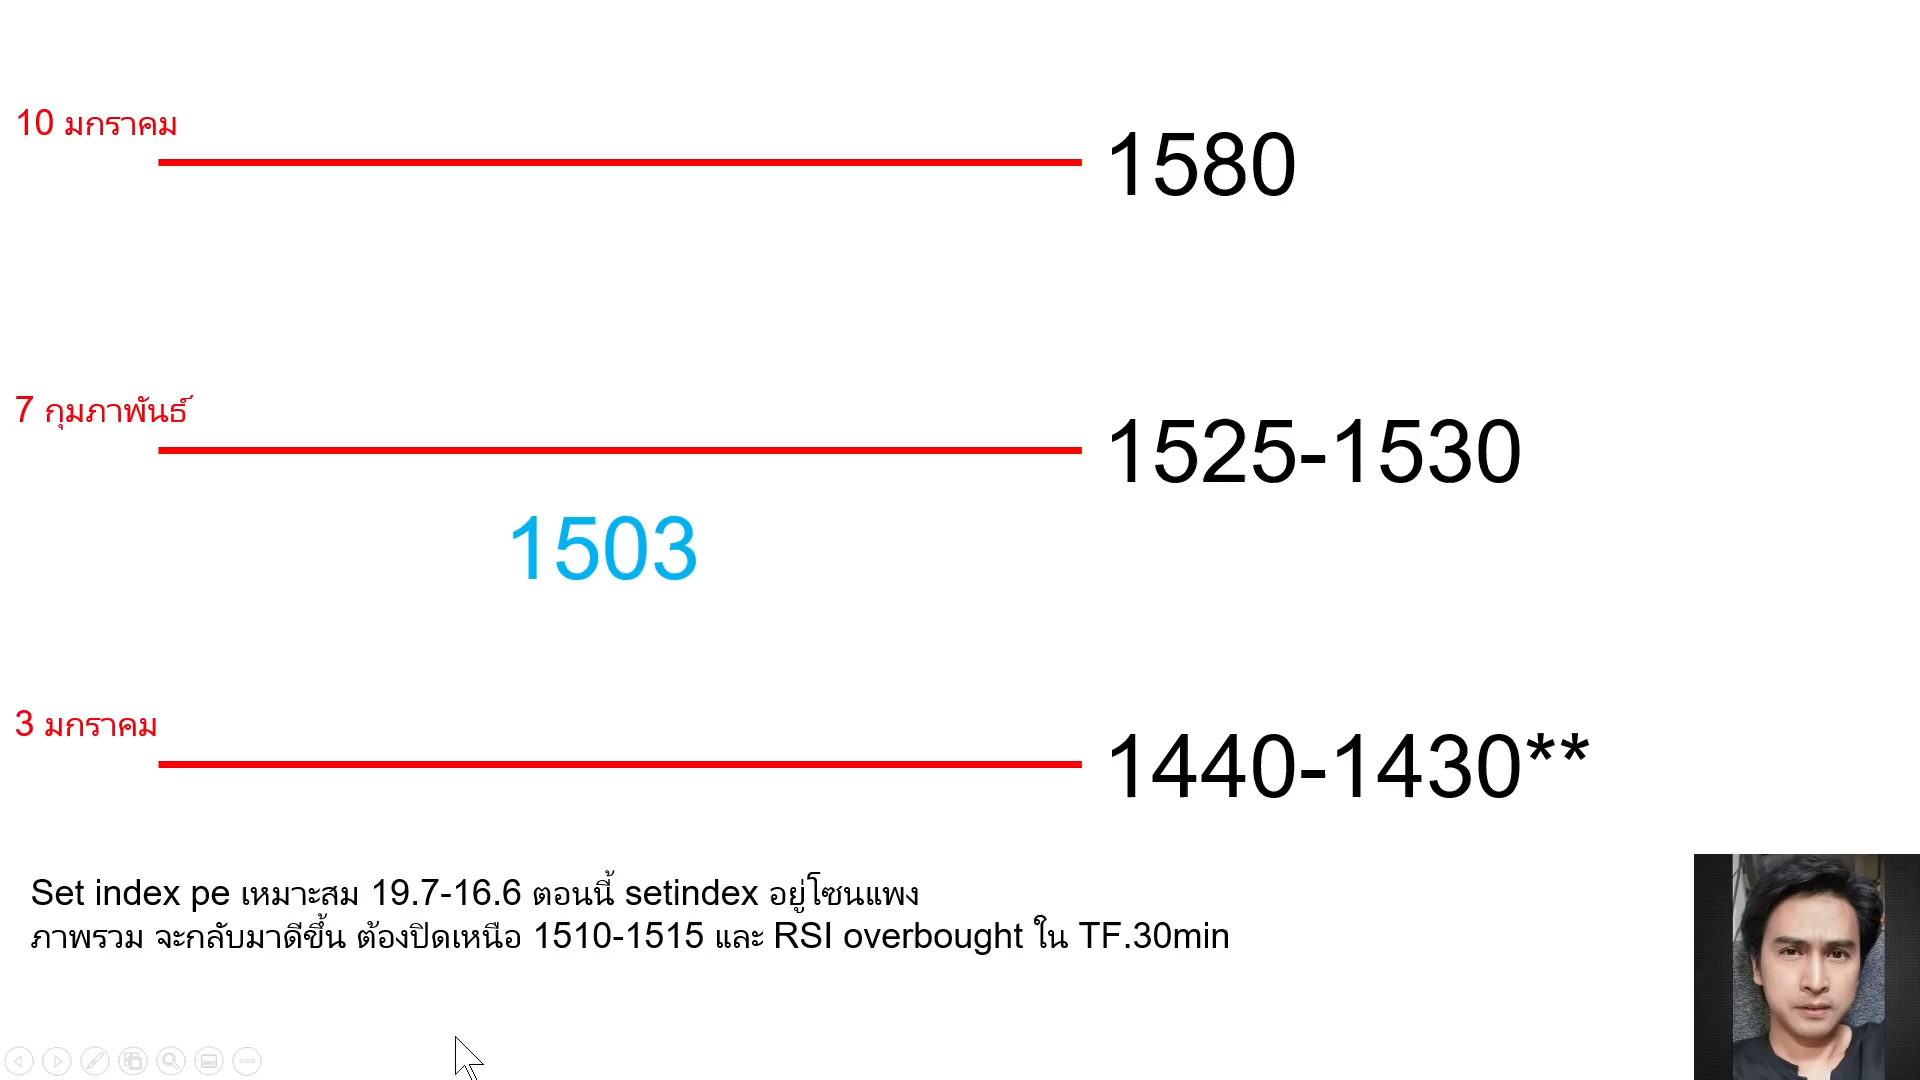 10 มกราคม
1580
7 กุมภาพันธ์
1525-1530
1503
3 มกราคม
1440-1430**
Set index pe เหมาะสม 19.7-16.6 ตอนนี้ setindex อยู่โซนแพง
ภาพรวม จะกลับมาดีขึ้น ต้องปิดเหนือ 1510-1515 และ RSI overbought ใน TF.30min